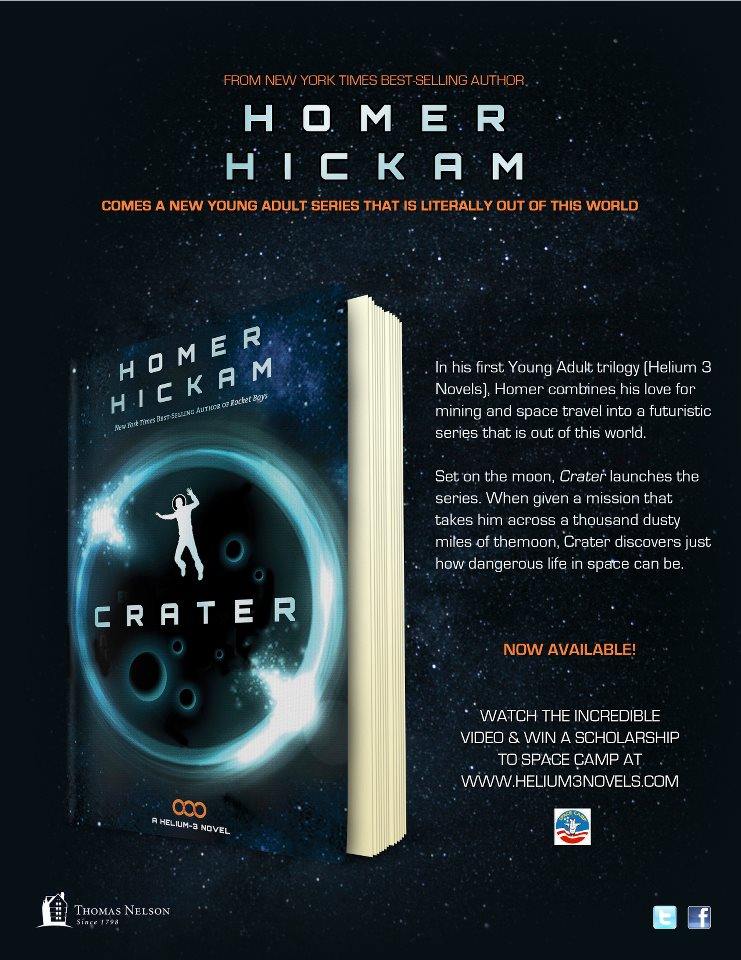 FROM NEW YORK TIMES BEST-SELLING AUTHOR
HOMER
HICKAM
COMES A NEW YOUNG ADULT SERIES THAT IS LITERALLY OUT OF THIS WORLD
HOMER
HICKAM
New York Times Best-Selling Author of Rocket Boys
CRATER
A HELIUM-3 NOVEL
In his first Young Adult trilogy (Helium 3
Novels), Homer combines his love for
mining and space travel into a futuristic
series that is out of this world.
Set on the moon, Crater launches the
series. When given a mission that
takes him across a thousand dusty
miles of themoon, Crater discovers just
how dangerous life in space can be.
NOW AVAILABLE!
WATCH THE INCREDIBLE
VIDEO & WIN A SCHOLARSHIP
TO SPACE CAMP AT
WWW.HELIUM3NOVELS.COM
SPACE CAMP
THOMAS NELSON
Since 1798
t
f